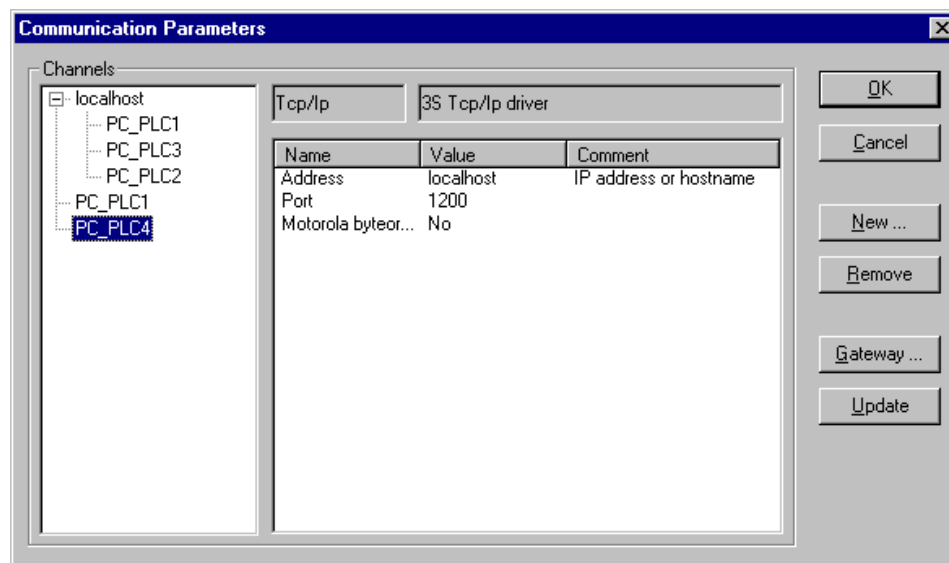 Communication Parameters
Channels
localhost
PC_PLC1
PC_PLC3
PC_PLC2
PC_PLC1
PC_PLC4
Tcp/Ip 3S Tcp/Ip driver
Name Value Comment
Address localhost IP address or hostname
Port 1200
Motorola byteor... No
OK
Cancel
New ...
Remove
Gateway ...
Update